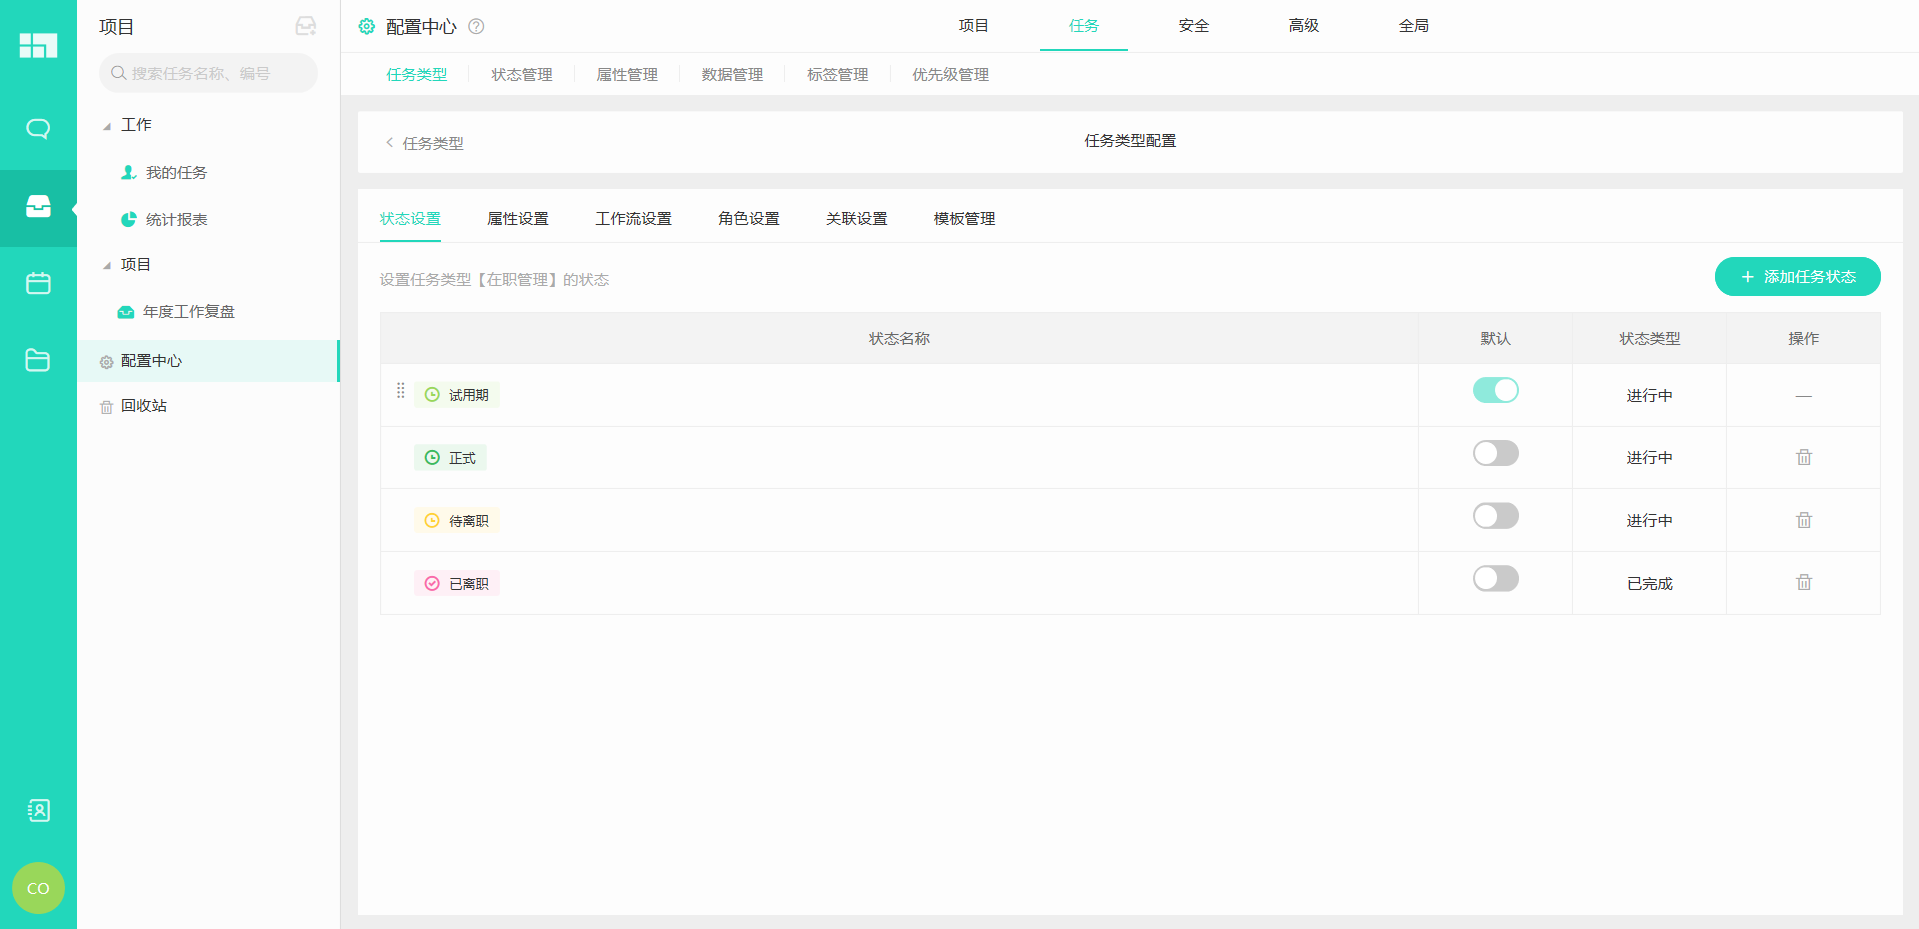 项目
搜索任务名称、编号
工作
我的任务
统计报表
项目
年度工作复盘
配置中心
回收站
CO
配置中心
项目 任务 安全 高级 全局
任务类型 状态管理 属性管理 数据管理 标签管理 优先级管理
任务类型
任务类型配置
状态设置 属性设置 工作流设置 角色设置 关联设置 模板管理
设置任务类型【在职管理】的状态
添加任务状态
状态名称 默认 状态类型 操作
试用期 进行中 —
正式 进行中
待离职 进行中
已离职 已完成